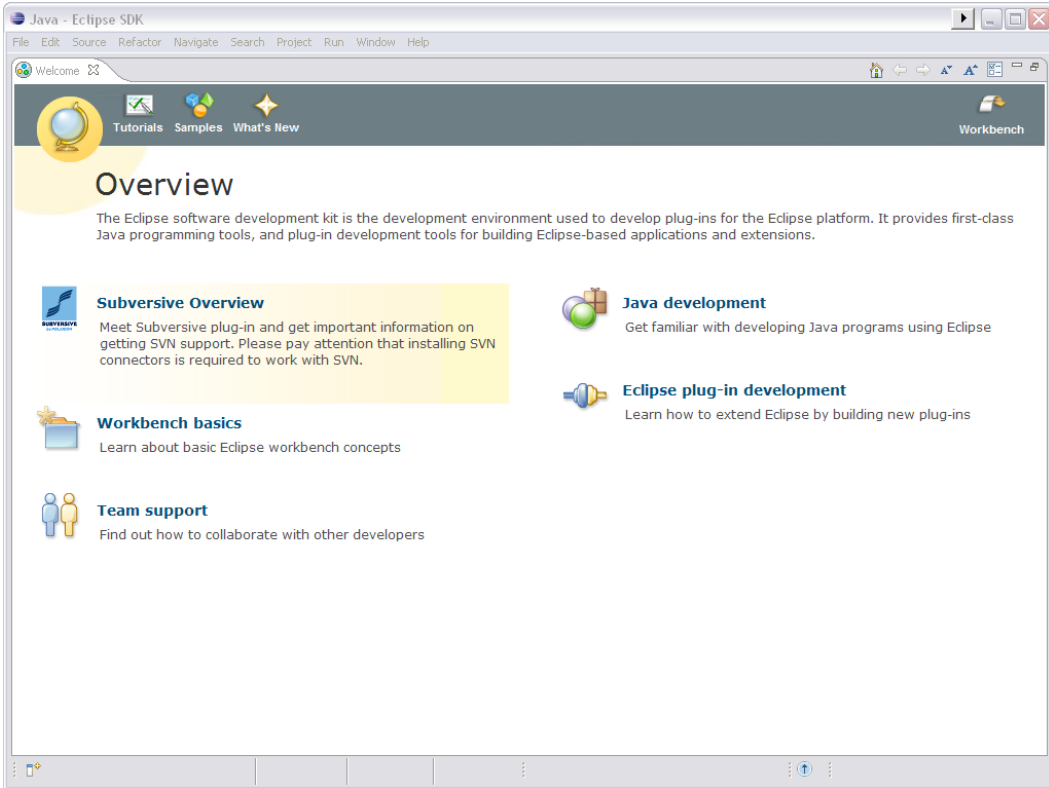 Java - Eclipse SDK
File Edit Source Refactor Navigate Search Project Run Window Help
Welcome
Tutorials Samples What's New Workbench
Overview
The Eclipse software development kit is the development environment used to develop plug-ins for the Eclipse platform. It provides first-class
Java programming tools, and plug-in development tools for building Eclipse-based applications and extensions.
Subversive Overview
Meet Subversive plug-in and get important information on
getting SVN support. Please pay attention that installing SVN
connectors is required to work with SVN.
SUBVERSIVE
Workbench basics
Learn about basic Eclipse workbench concepts
Team support
Find out how to collaborate with other developers
Java development
Get familiar with developing Java programs using Eclipse
Eclipse plug-in development
Learn how to extend Eclipse by building new plug-ins